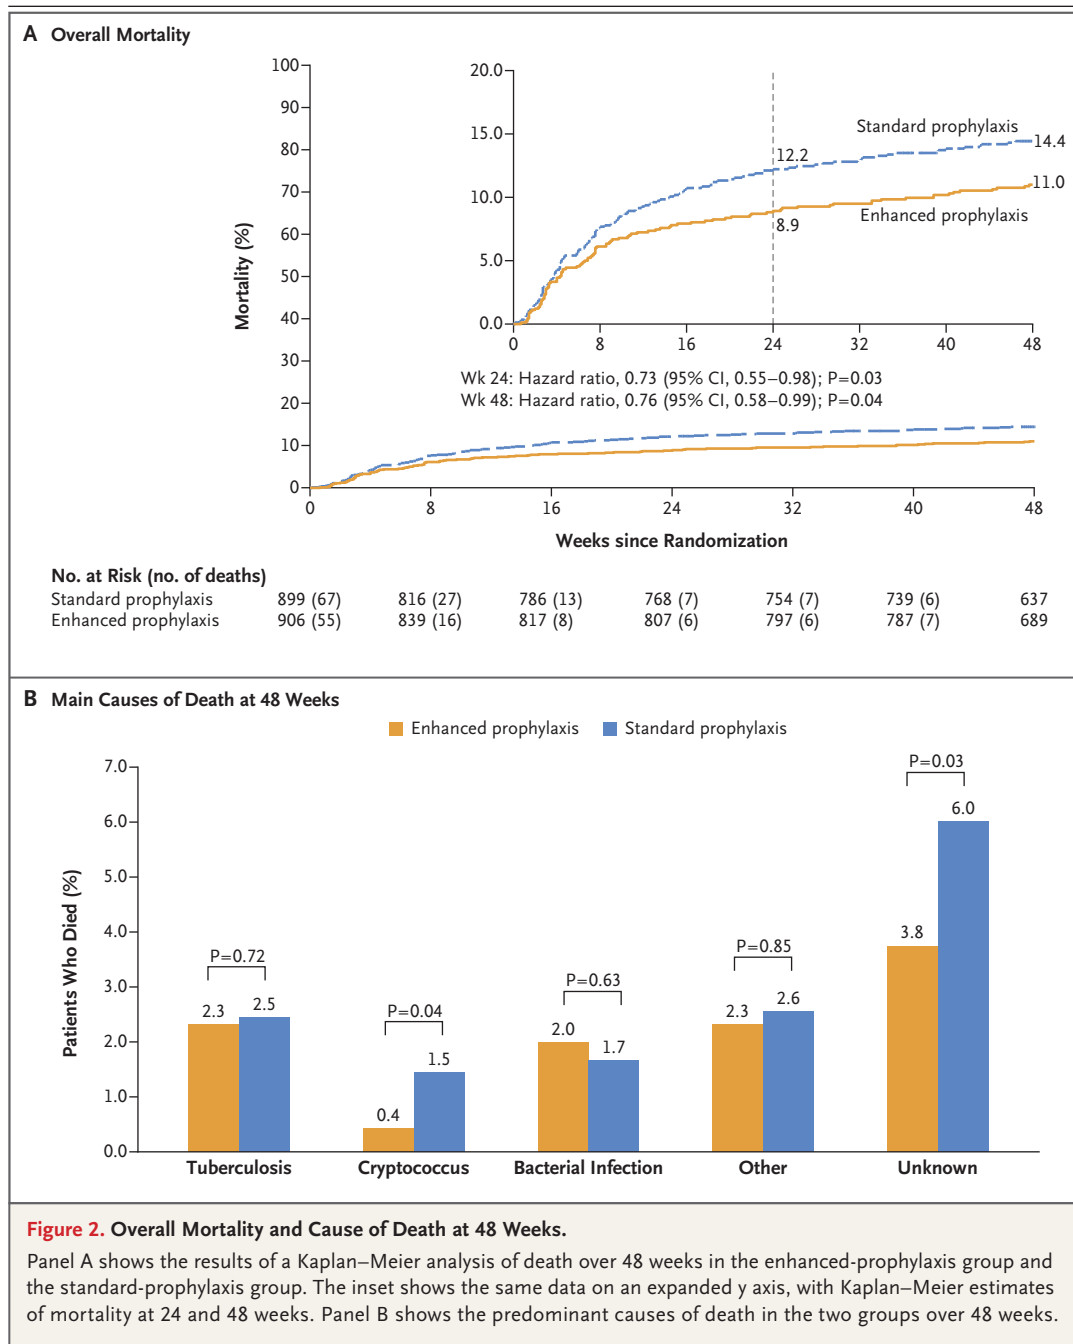 A Overall Mortality
100
90
80
70
60
50
40
30
20
10
0
Mortality (%)
0 8 16 24 32 40 48
Weeks since Randomization
20.0
15.0
10.0
5.0
0.0
0 8 16 24 32 40 48
Standard prophylaxis
14.4
12.2
11.0
Enhanced prophylaxis
8.9
Wk 24: Hazard ratio, 0.73 (95% CI, 0.55–0.98); P=0.03
Wk 48: Hazard ratio, 0.76 (95% CI, 0.58–0.99); P=0.04
No. at Risk (no. of deaths)
Standard prophylaxis 899 (67) 816 (27) 786 (13) 768 (7) 754 (7) 739 (6) 637
Enhanced prophylaxis 906 (55) 839 (16) 817 (8) 807 (6) 797 (6) 787 (7) 689
B Main Causes of Death at 48 Weeks
Enhanced prophylaxis Standard prophylaxis
7.0
6.0
5.0
4.0
3.0
2.0
1.0
0.0
Patients Who Died (%)
P=0.72
2.3 2.5
P=0.04
0.4 1.5
P=0.63
2.0 1.7
P=0.85
2.3 2.6
P=0.03
3.8 6.0
Tuberculosis Cryptococcus Bacterial Infection Other Unknown
Figure 2. Overall Mortality and Cause of Death at 48 Weeks.
Panel A shows the results of a Kaplan–Meier analysis of death over 48 weeks in the enhanced-prophylaxis group and
the standard-prophylaxis group. The inset shows the same data on an expanded y axis, with Kaplan–Meier estimates
of mortality at 24 and 48 weeks. Panel B shows the predominant causes of death in the two groups over 48 weeks.